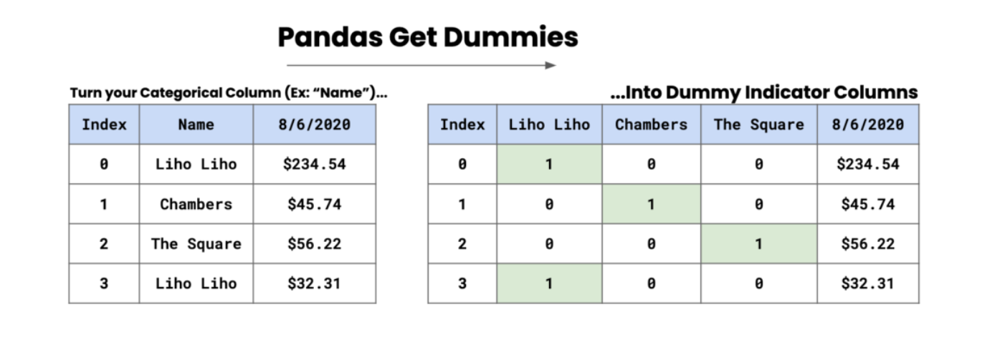 Pandas Get Dummies
Turn your Categorical Column (Ex: “Name”)...
Index Name 8/6/2020
0 Liho Liho $234.54
1 Chambers $45.74
2 The Square $56.22
3 Liho Liho $32.31
...Into Dummy Indicator Columns
Index Liho Liho Chambers The Square 8/6/2020
0 1 0 0 $234.54
1 0 1 0 $45.74
2 0 0 1 $56.22
3 1 0 0 $32.31